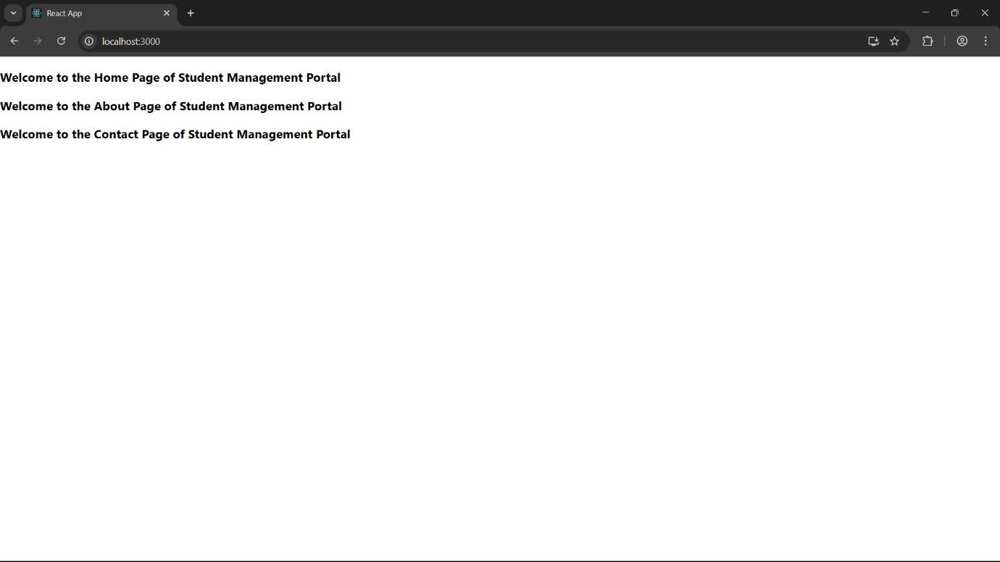 React App
localhost:3000
Welcome to the Home Page of Student Management Portal
Welcome to the About Page of Student Management Portal
Welcome to the Contact Page of Student Management Portal